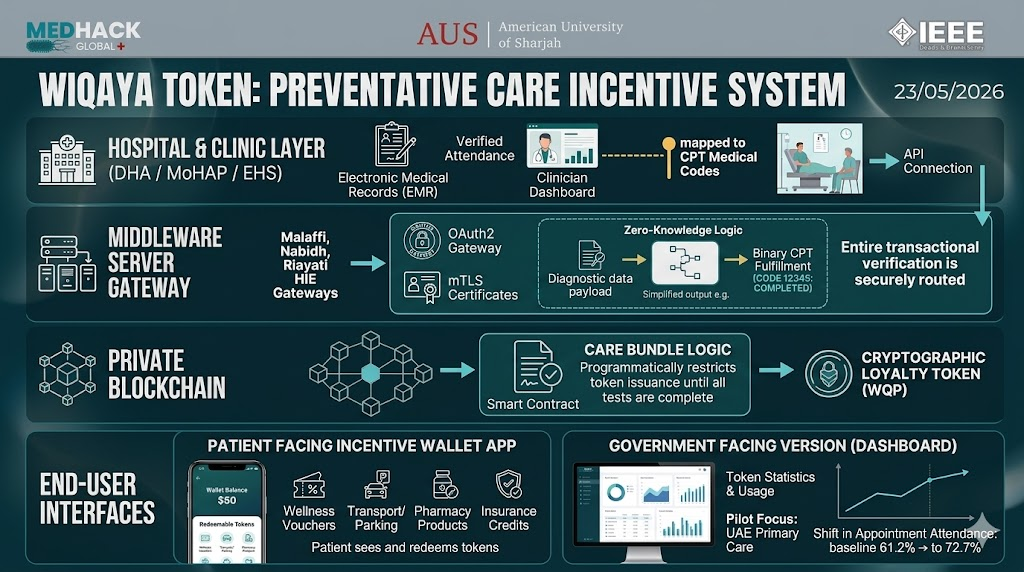 MEDHACK
GLOBAL
AUS
American University
of Sharjah
IEEE
WIQAYA TOKEN: PREVENTATIVE CARE INCENTIVE SYSTEM
23/05/2026
HOSPITAL & CLINIC LAYER
(DHA / MoHAP / EHS)
Electronic Medical
Records (EMR)
Verified
Attendance
Clinician
Dashboard
mapped to
CPT Medical
Codes
API
Connection
MIDDLEWARE
SERVER
GATEWAY
Malaffi,
Nabidh,
Riayati
HIE
Gateways
OAuth2
Gateway
mTLS
Certificates
Zero-Knowledge Logic
Diagnostic data
payload
Simplified output e.g.
Binary CPT
Fulfillment
(CODE 12345:
COMPLETED)
Entire transactional
verification is
securely routed
PRIVATE
BLOCKCHAIN
Smart Contract
CARE BUNDLE LOGIC
Programmatically restricts
token issuance until all
tests are complete
CRYPTOGRAPHIC
LOYALTY TOKEN
(WQP)
END-USER
INTERFACES
PATIENT FACING INCENTIVE WALLET APP
Wallet Balance
$50
Redeemable Tokens
Wellness
Vouchers
Transport/
Parking
Pharmacy
Products
Insurance
Credits
Patient sees and redeems tokens
GOVERNMENT FACING VERSION (DASHBOARD)
Token Statistics
& Usage
Pilot Focus:
UAE Primary
Care
Shift in Appointment Attendance:
baseline 61.2% → to 72.7%